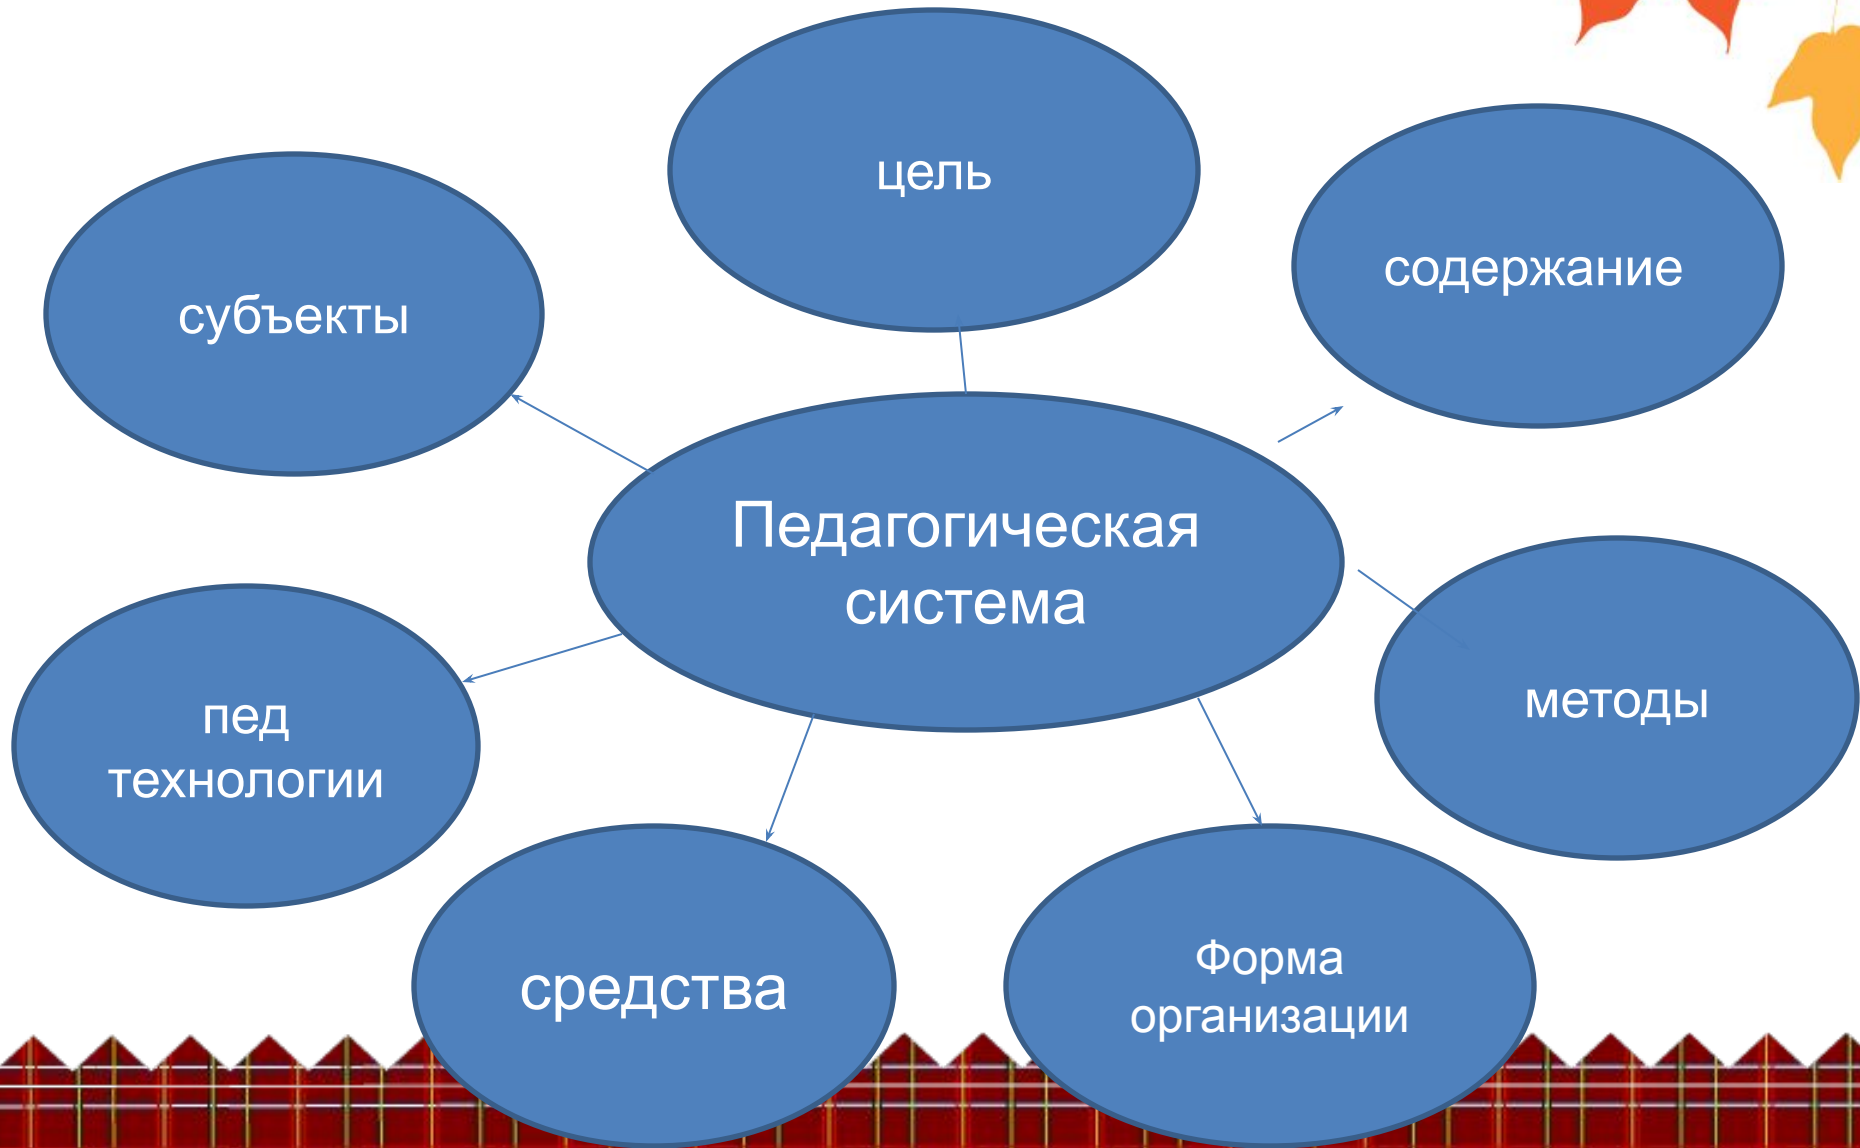 цель
содержание
субъекты
Педагогическая
система
методы
пед
технологии
средства
Форма
организации